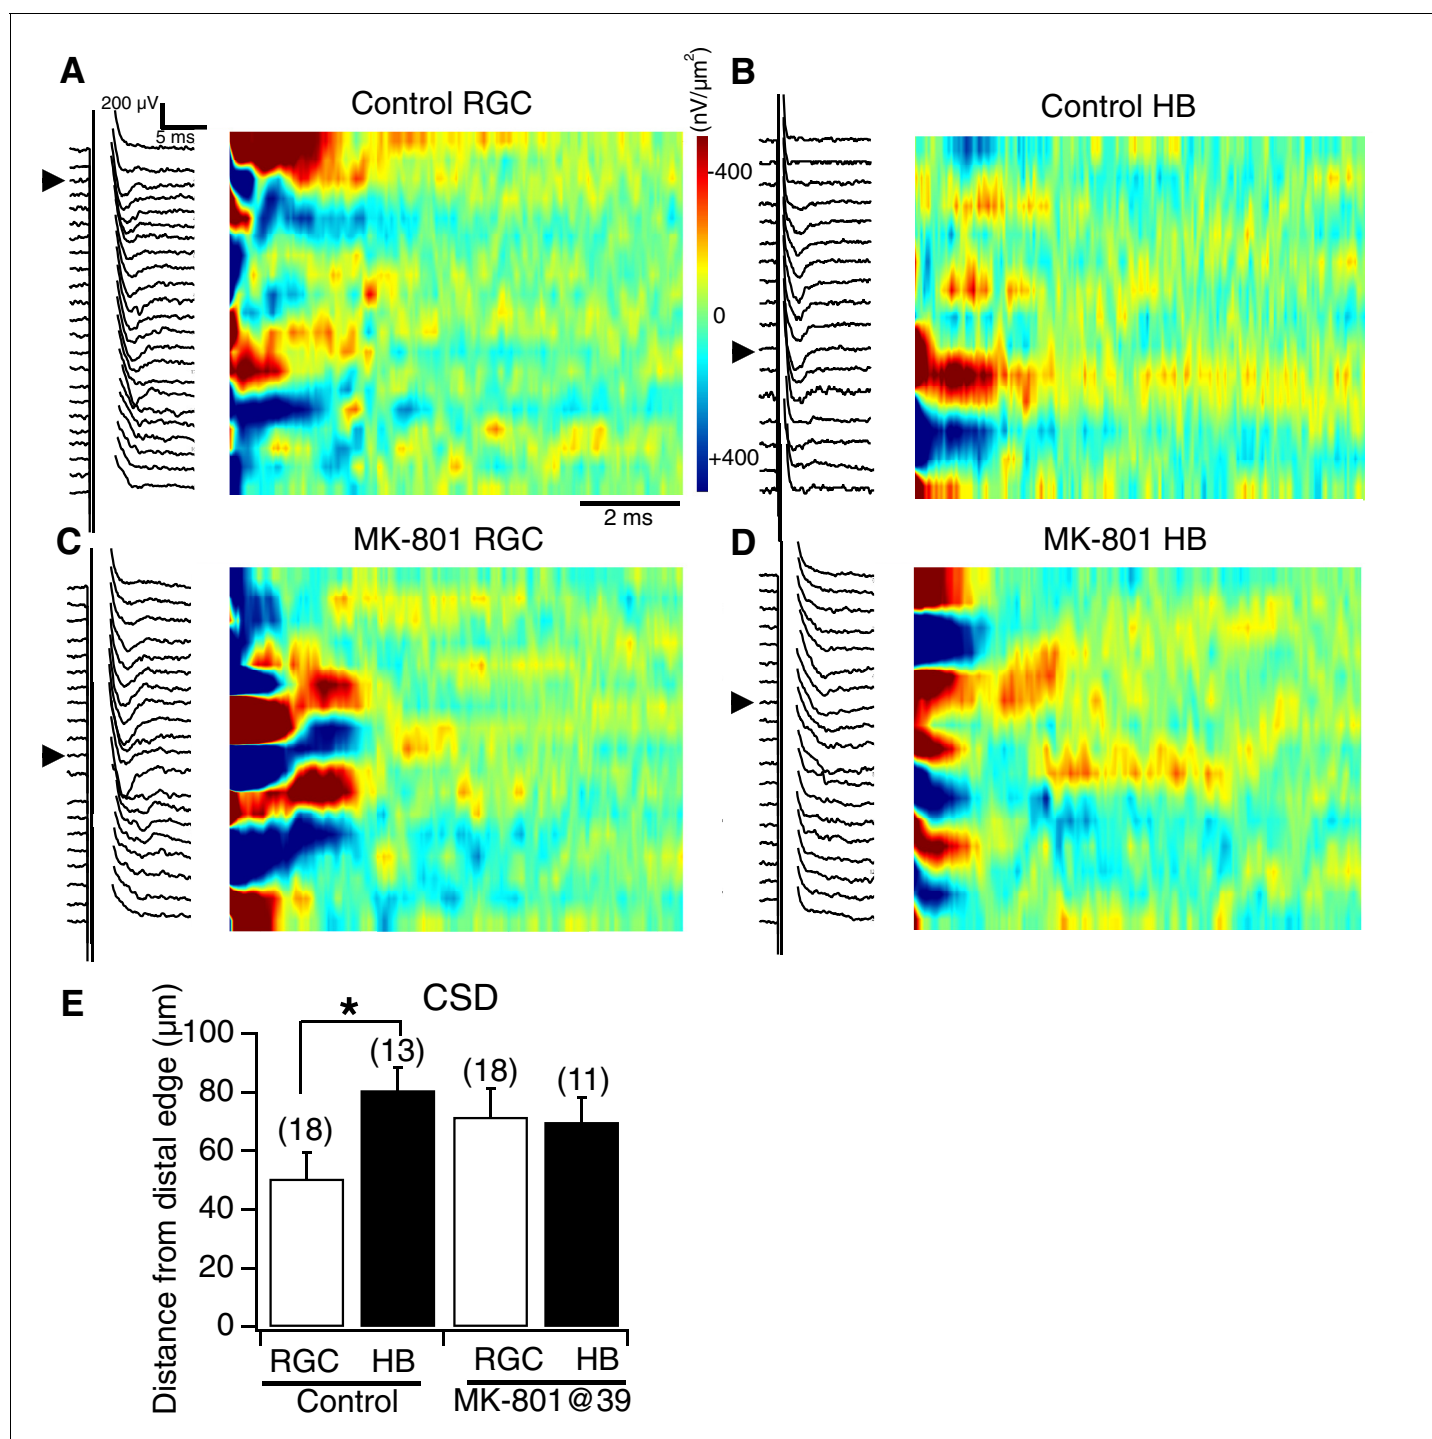 A
200 µV
5 ms
Control RGC
(nV/µm2)
-400
0
+400
2 ms
B
Control HB
C
MK-801 RGC
D
MK-801 HB
E
CSD
Distance from distal edge (µm)
100
80
60
40
20
0
*
(18)
(13)
(18)
(11)
RGC HB RGC HB
Control MK-801@39